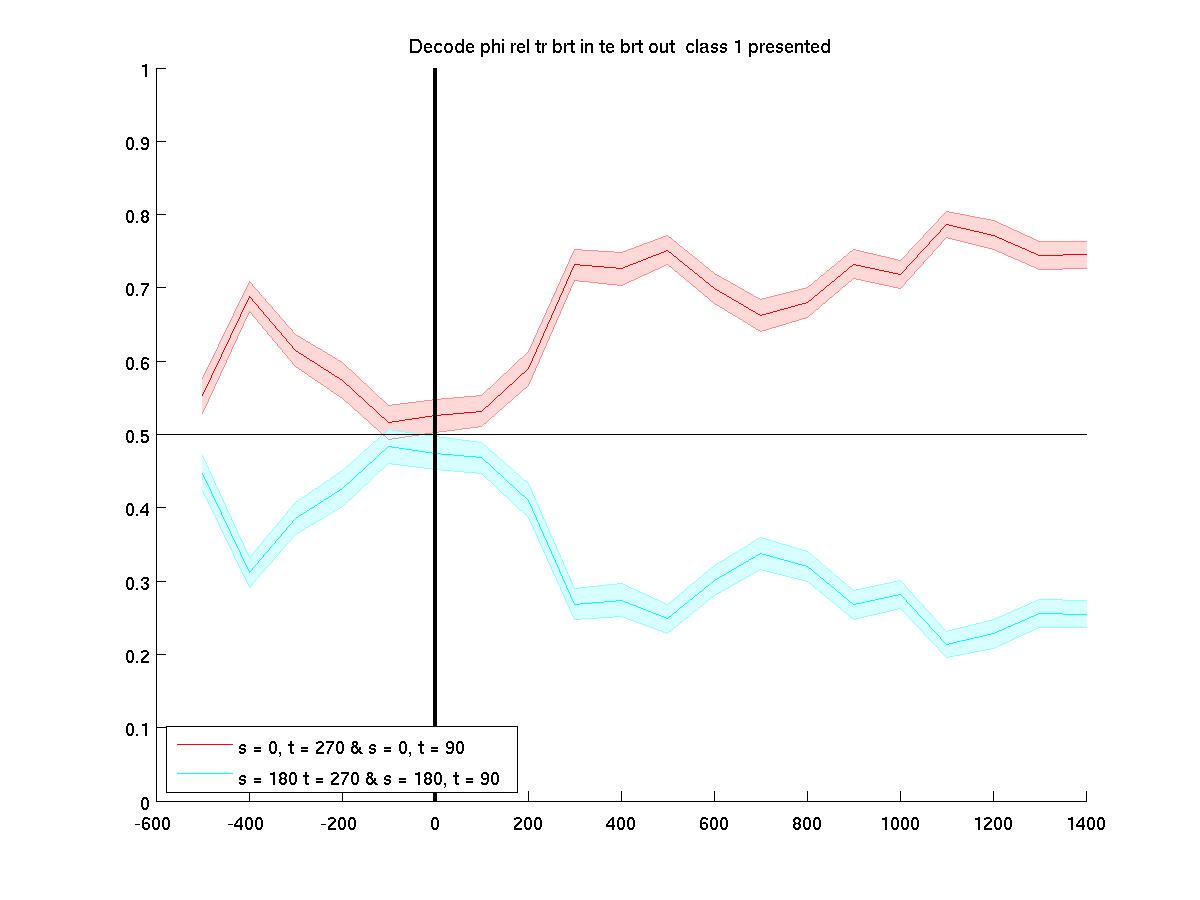 Decode phi rel tr brt in te brt out  class 1 presented
1
0.9
0.8
0.7
0.6
0.5
0.4
0.3
0.2
0.1
0
s = 0, t = 270 & s = 0, t = 90
s = 180 t = 270 & s = 180, t = 90
-600 -400 -200 0 200 400 600 800 1000 1200 1400